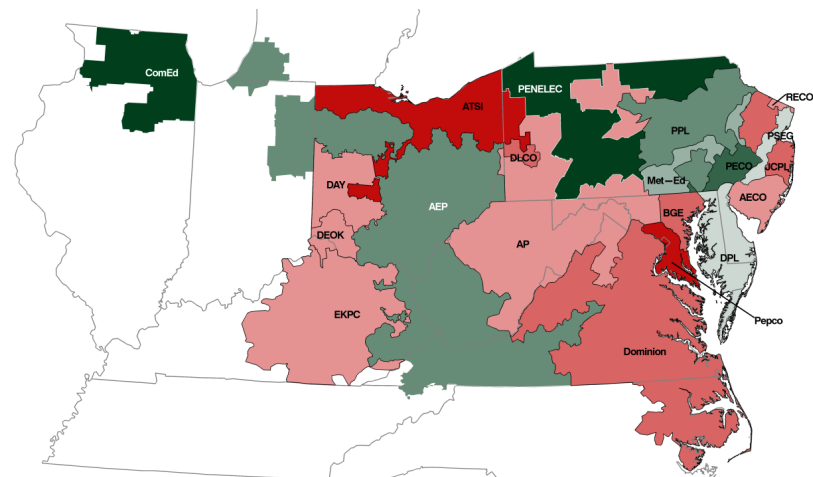 ComEd
PENELEC
ATSI
RECO
PPL
PSEG
DLCO
PECO
JCPL
Met−Ed
DAY
AECO
AEP
BGE
DEOK
AP
DPL
EKPC
Pepco
Dominion